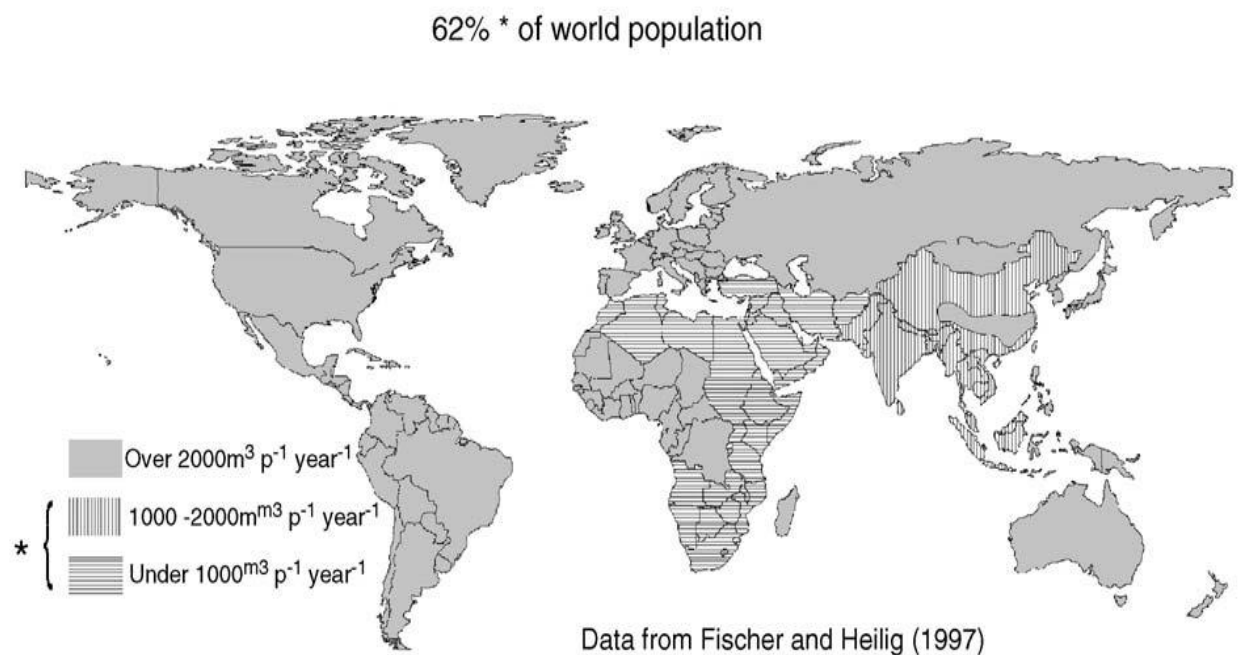 62% * of world population
Over 2000m³ p⁻¹ year⁻¹
1000 -2000mᵐ³ p⁻¹ year⁻¹
*
Under 1000ᵐ³ p⁻¹ year⁻¹
Data from Fischer and Heilig (1997)